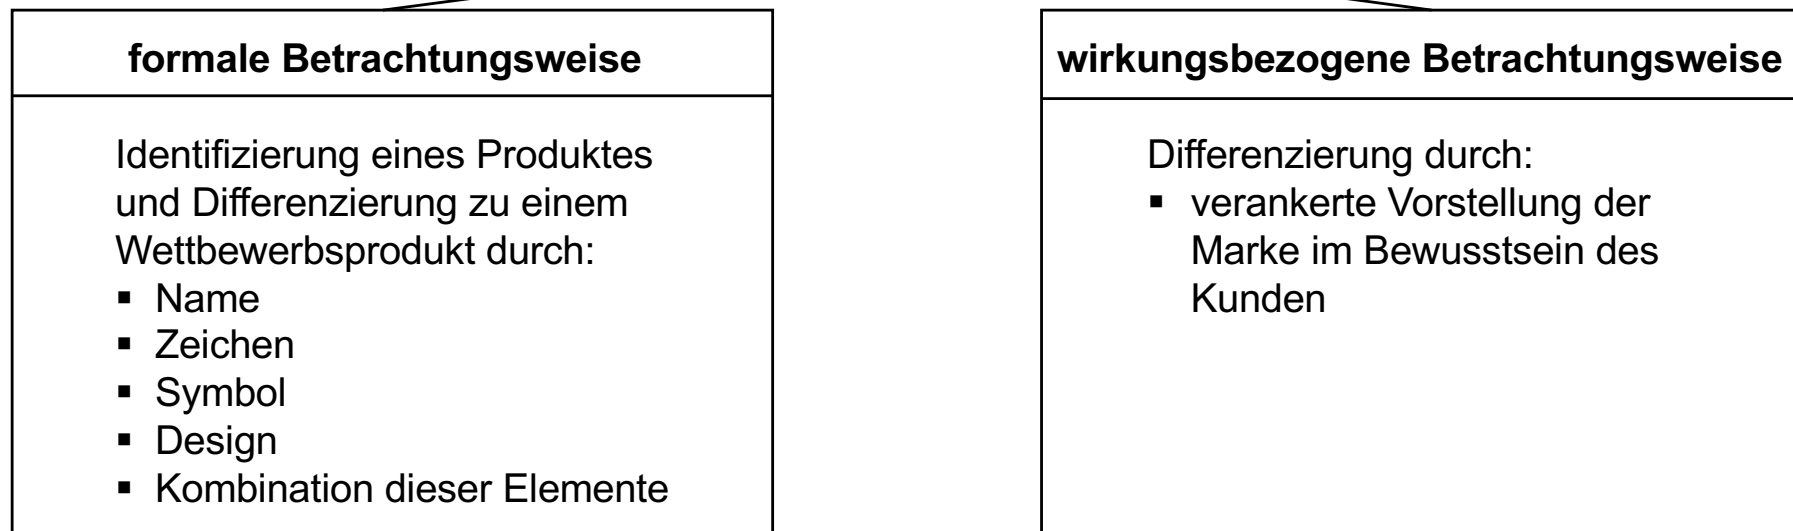 formale Betrachtungsweise
Identifizierung eines Produktes
und Differenzierung zu einem
Wettbewerbsprodukt durch:
▪ Name
▪ Zeichen
▪ Symbol
▪ Design
▪ Kombination dieser Elemente
wirkungsbezogene Betrachtungsweise
Differenzierung durch:
▪ verankerte Vorstellung der
Marke im Bewusstsein des
Kunden